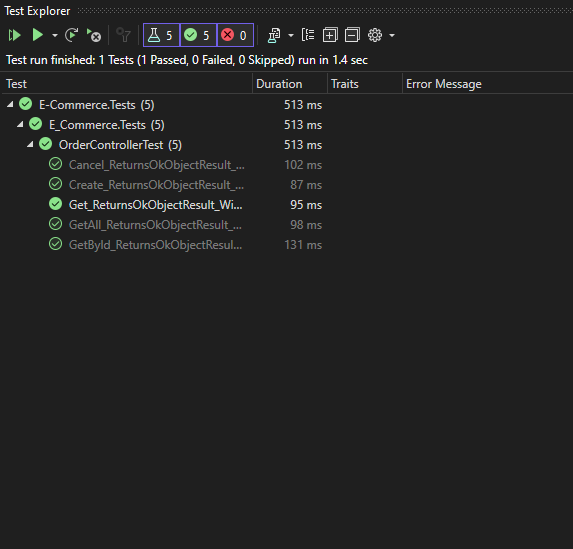 Test Explorer
5 5 0
Test run finished: 1 Tests (1 Passed, 0 Failed, 0 Skipped) run in 1.4 sec
Test Duration Traits Error Message
E-Commerce.Tests (5) 513 ms
E_Commerce.Tests (5) 513 ms
OrderControllerTest (5) 513 ms
Cancel_ReturnsOkObjectResult_... 102 ms
Create_ReturnsOkObjectResult_... 87 ms
Get_ReturnsOkObjectResult_Wi... 95 ms
GetAll_ReturnsOkObjectResult_... 98 ms
GetById_ReturnsOkObjectResul... 131 ms